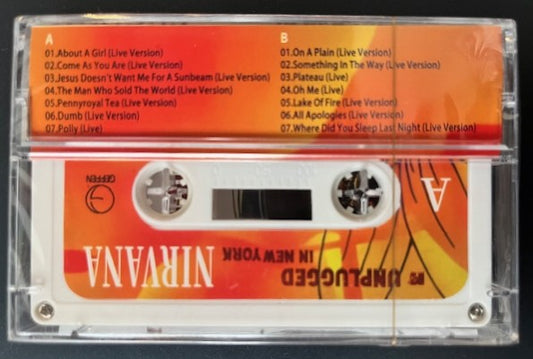 A
01.About A Girl (Live Version)
02.Come As You Are (Live Version)
03.Jesus Doesn't Want Me For A Sunbeam (Live Version)
04.The Man Who Sold The World (Live Version)
05.Pennyroyal Tea (Live Version)
06.Dumb (Live Version)
07.Polly (Live)
B
01.On A Plain (Live Version)
02.Something In The Way (Live Version)
03.Plateau (Live)
04.Oh Me (Live)
05.Lake Of Fire (Live Version)
06.All Apologies (Live Version)
07.Where Did You Sleep Last Night (Live Version)
A
100 50 0
GEFFEN
NIRVANA
UNPLUGGED
IN NEW YORK